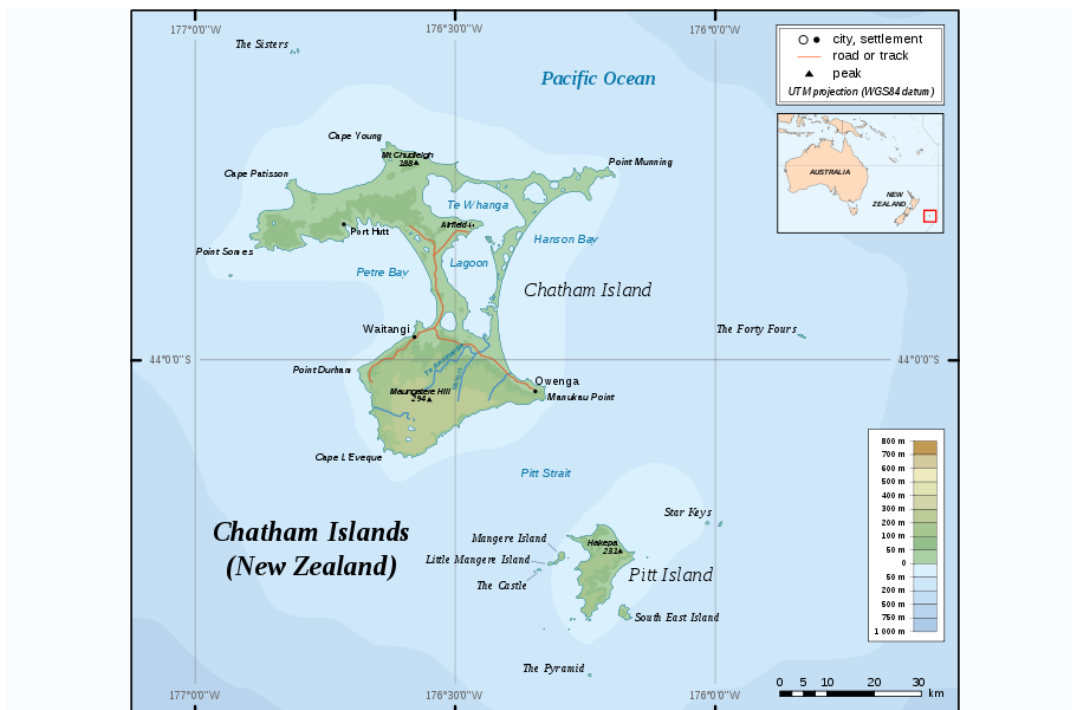 177°0'0"W
176°30'0"W
176°0'0"W
The Sisters
Pacific Ocean
city, settlement
road or track
peak
UTM projection (WGS84 datum)
AUSTRALIA
NEW
ZEALAND
Cape Young
Mt Chudleigh
188
Point Munning
Cape Patisson
Te Whanga
Airfield
Port Hutt
Hanson Bay
Point Somes
Lagoon
Petre Bay
Chatham Island
Waitangi
The Forty Fours
44°0'0"S
44°0'0"S
Point Durham
Te Awainanga
Owenga
Maungatere Hill
294
Manukau Point
Cape L'Eveque
Pitt Strait
800 m
700 m
600 m
500 m
400 m
300 m
200 m
100 m
50 m
0
50 m
200 m
500 m
750 m
1 000 m
Star Keys
Chatham Islands
(New Zealand)
Mangere Island
Hakepa
231
Little Mangere Island
Pitt Island
The Castle
South East Island
The Pyramid
177°0'0"W
176°30'0"W
176°0'0"W
0 5 10 20 30
km